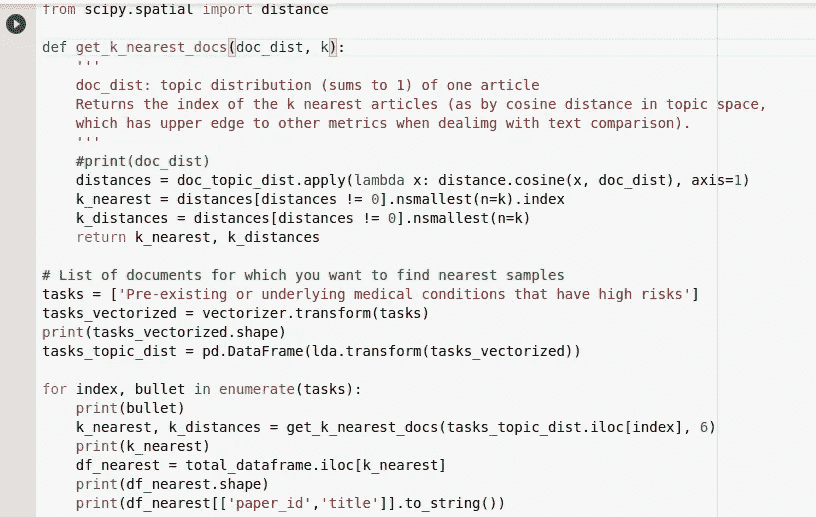 from scipy.spatial import distance
def get_k_nearest_docs(doc_dist, k):
'''
doc_dist: topic distribution (sums to 1) of one article
Returns the index of the k nearest articles (as by cosine distance in topic space,
which has upper edge to other metrics when dealimg with text comparison).
'''
#print(doc_dist)
distances = doc_topic_dist.apply(lambda x: distance.cosine(x, doc_dist), axis=1)
k_nearest = distances[distances != 0].nsmallest(n=k).index
k_distances = distances[distances != 0].nsmallest(n=k)
return k_nearest, k_distances
# List of documents for which you want to find nearest samples
tasks = ['Pre-existing or underlying medical conditions that have high risks']
tasks_vectorized = vectorizer.transform(tasks)
print(tasks_vectorized.shape)
tasks_topic_dist = pd.DataFrame(lda.transform(tasks_vectorized))
for index, bullet in enumerate(tasks):
print(bullet)
k_nearest, k_distances = get_k_nearest_docs(tasks_topic_dist.iloc[index], 6)
print(k_nearest)
df_nearest = total_dataframe.iloc[k_nearest]
print(df_nearest.shape)
print(df_nearest[['paper_id','title']].to_string())